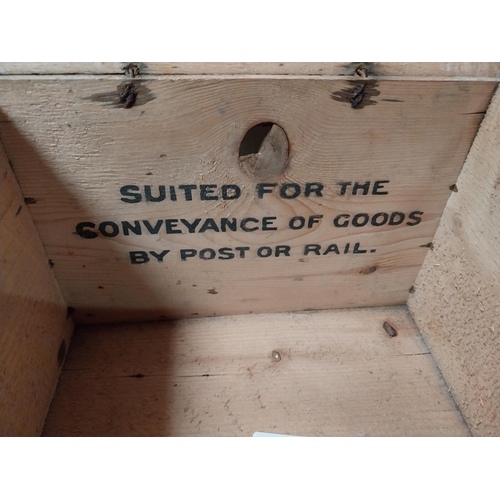 SUITED FOR THE
CONVEYANCE OF GOODS
BY POST OR RAIL.